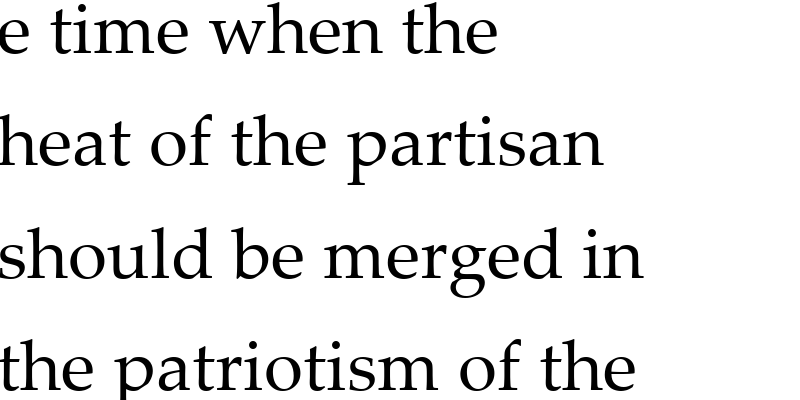 e time when the
heat of the partisan
should be merged in
the patriotism of the